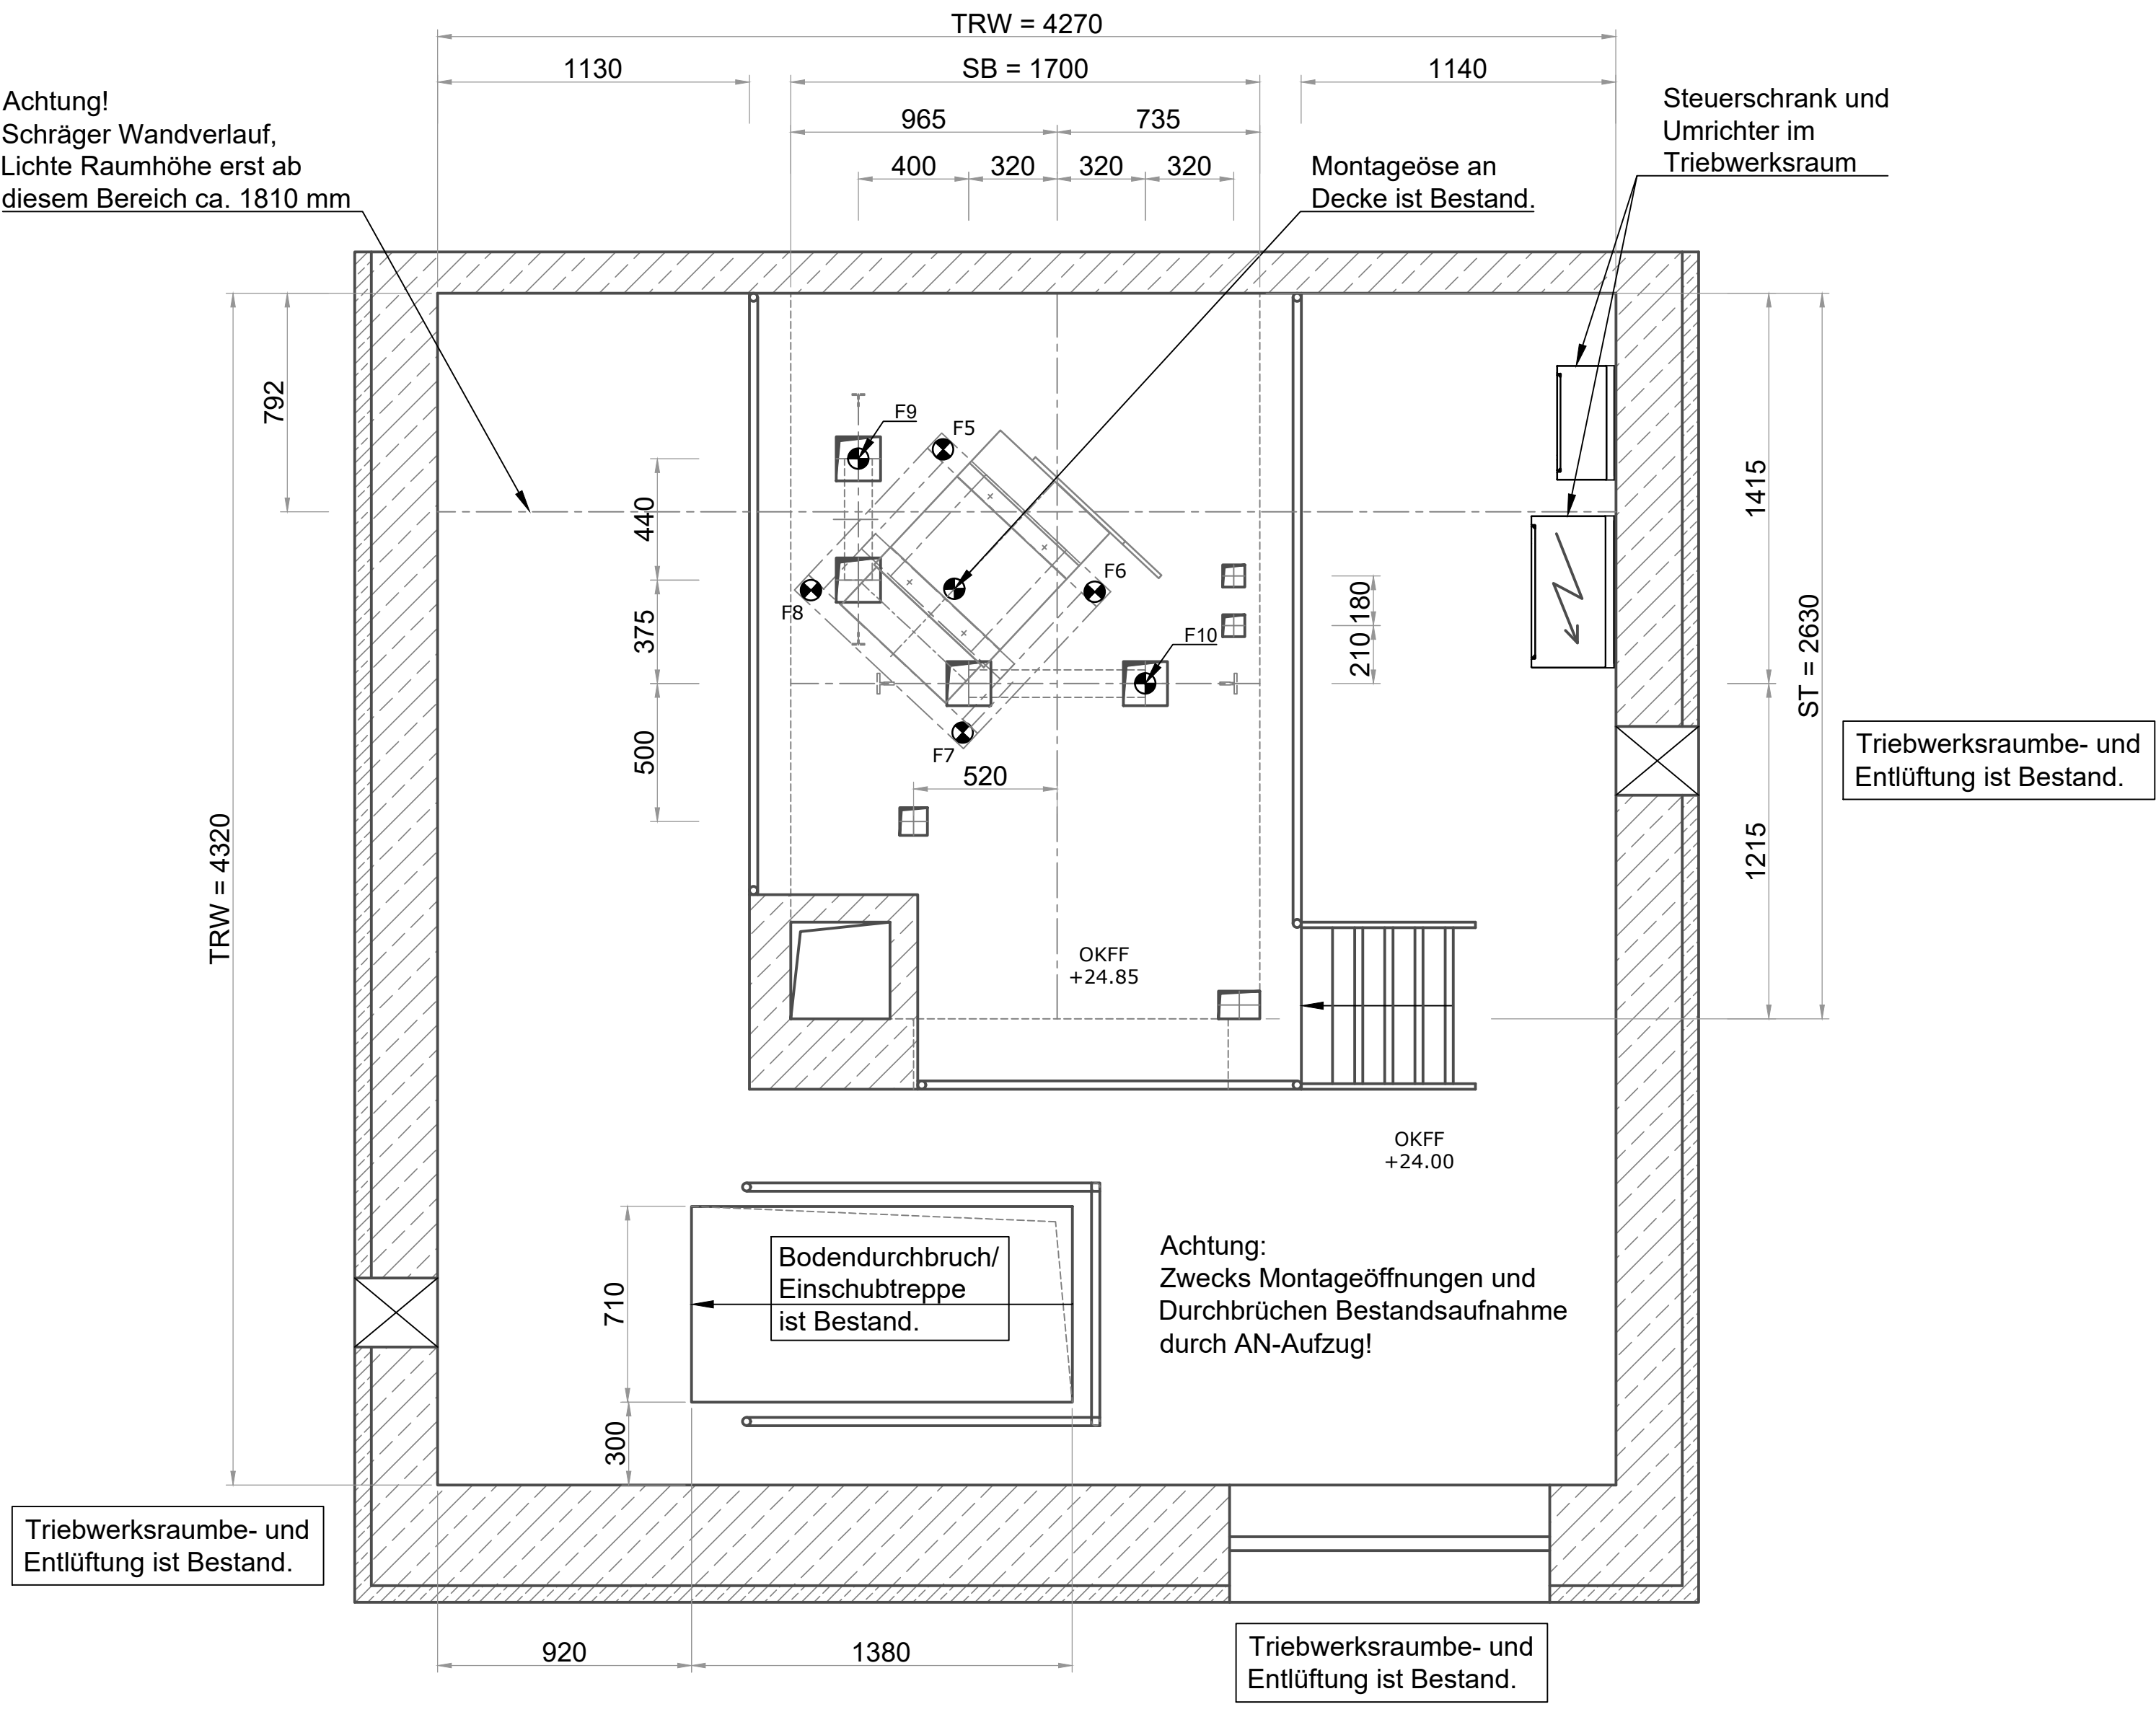 TRW = 4270
1130
SB = 1700
1140
965
735
400
320
320
320
Achtung!
Schräger Wandverlauf,
Lichte Raumhöhe erst ab
diesem Bereich ca. 1810 mm
Montageöse an
Decke ist Bestand.
Steuerschrank und
Umrichter im
Triebwerksraum
792
TRW = 4320
440
375
500
F9
F5
F8
F6
F10
F7
520
180
210
1415
1215
ST = 2630
Triebwerksraumbe- und
Entlüftung ist Bestand.
OKFF
+24.85
OKFF
+24.00
710
300
Bodendurchbruch/
Einschubtreppe
ist Bestand.
Achtung:
Zwecks Montageöffnungen und
Durchbrüchen Bestandsaufnahme
durch AN-Aufzug!
Triebwerksraumbe- und
Entlüftung ist Bestand.
920
1380
Triebwerksraumbe- und
Entlüftung ist Bestand.